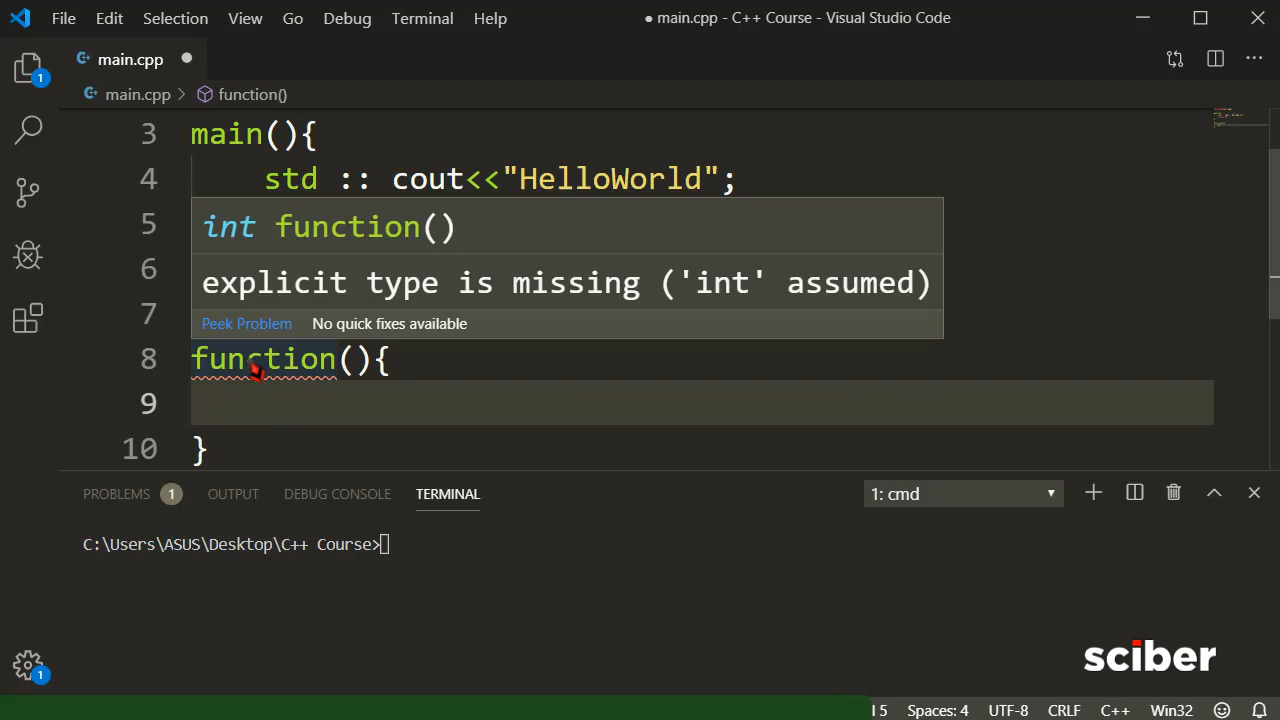 File Edit Selection View Go Debug Terminal Help ● main.cpp - C++ Course - Visual Studio Code
main.cpp
main.cpp > function()
3 main(){
4 std :: cout<<"HelloWorld";
5 int function()
6 explicit type is missing ('int' assumed)
7 Peek Problem No quick fixes available
8 function(){
9
10 }
PROBLEMS 1 OUTPUT DEBUG CONSOLE TERMINAL 1: cmd
C:\Users\ASUS\Desktop\C++ Course>
sciber
Spaces: 4 UTF-8 CRLF C++ Win32
1
1